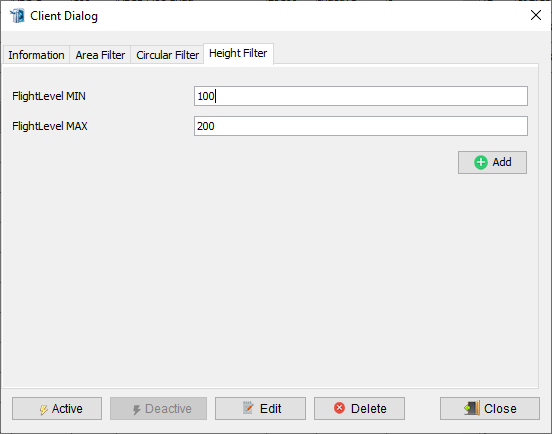 Client Dialog
Information Area Filter Circular Filter Height Filter
FlightLevel MIN 100
FlightLevel MAX 200
Add
Active Deactive Edit Delete Close